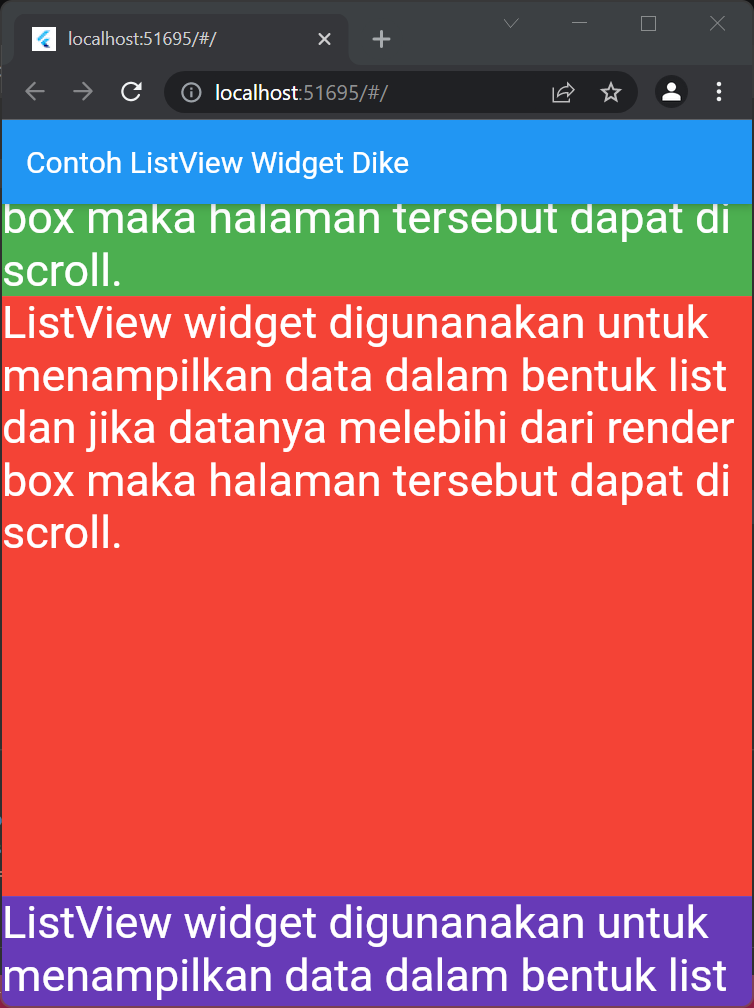 localhost:51695/#/
localhost:51695/#/
Contoh ListView Widget Dike
box maka halaman tersebut dapat di
scroll.
ListView widget digunanakan untuk
menampilkan data dalam bentuk list
dan jika datanya melebihi dari render
box maka halaman tersebut dapat di
scroll.
ListView widget digunanakan untuk
menampilkan data dalam bentuk list